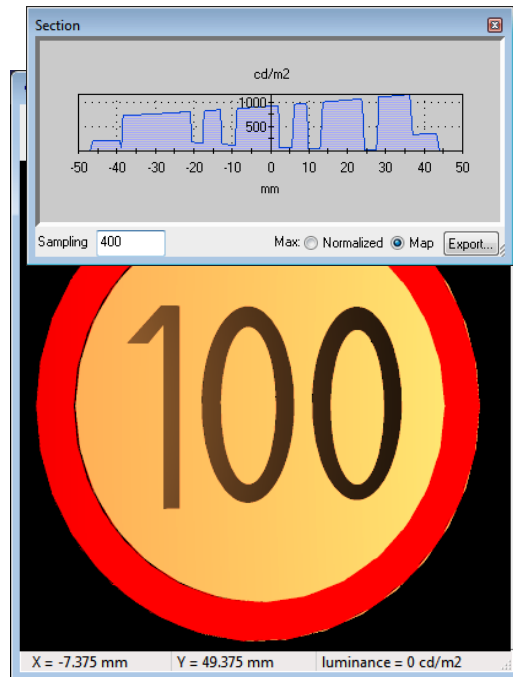 Section
cd/m2
1000
500
-50 -40 -30 -20 -10 0 10 20 30 40 50
mm
Sampling 400 Max: Normalized Map Export...
100
X = -7.375 mm Y = 49.375 mm luminance = 0 cd/m2